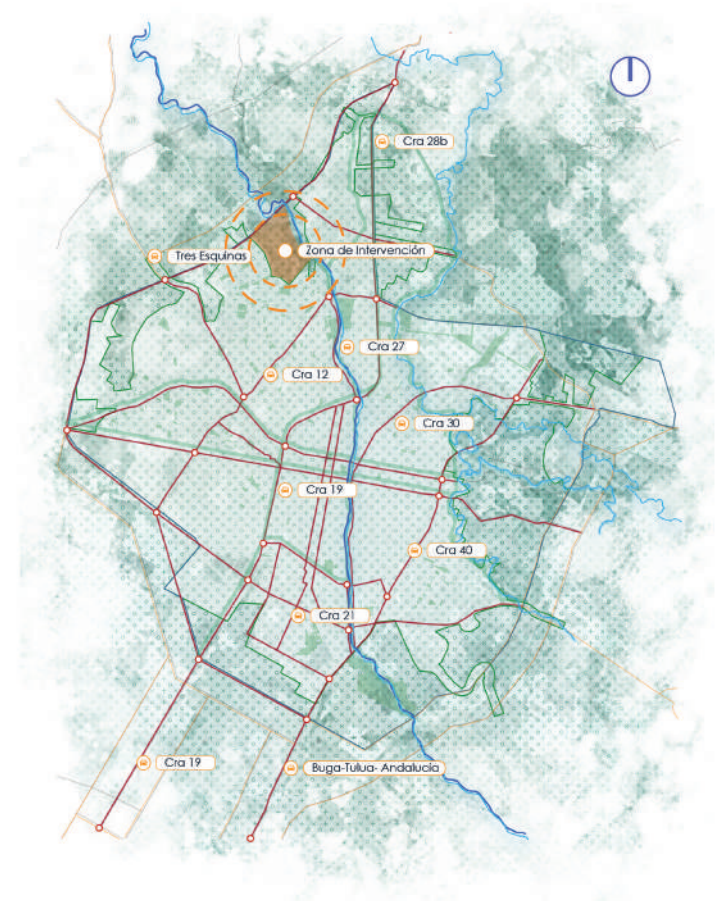 Cra 28b
Tres Esquinas
Zona de Intervención
Cra 27
Cra 12
Cra 30
Cra 19
Cra 40
Cra 21
Cra 19
Buga-Tulua- Andalucia